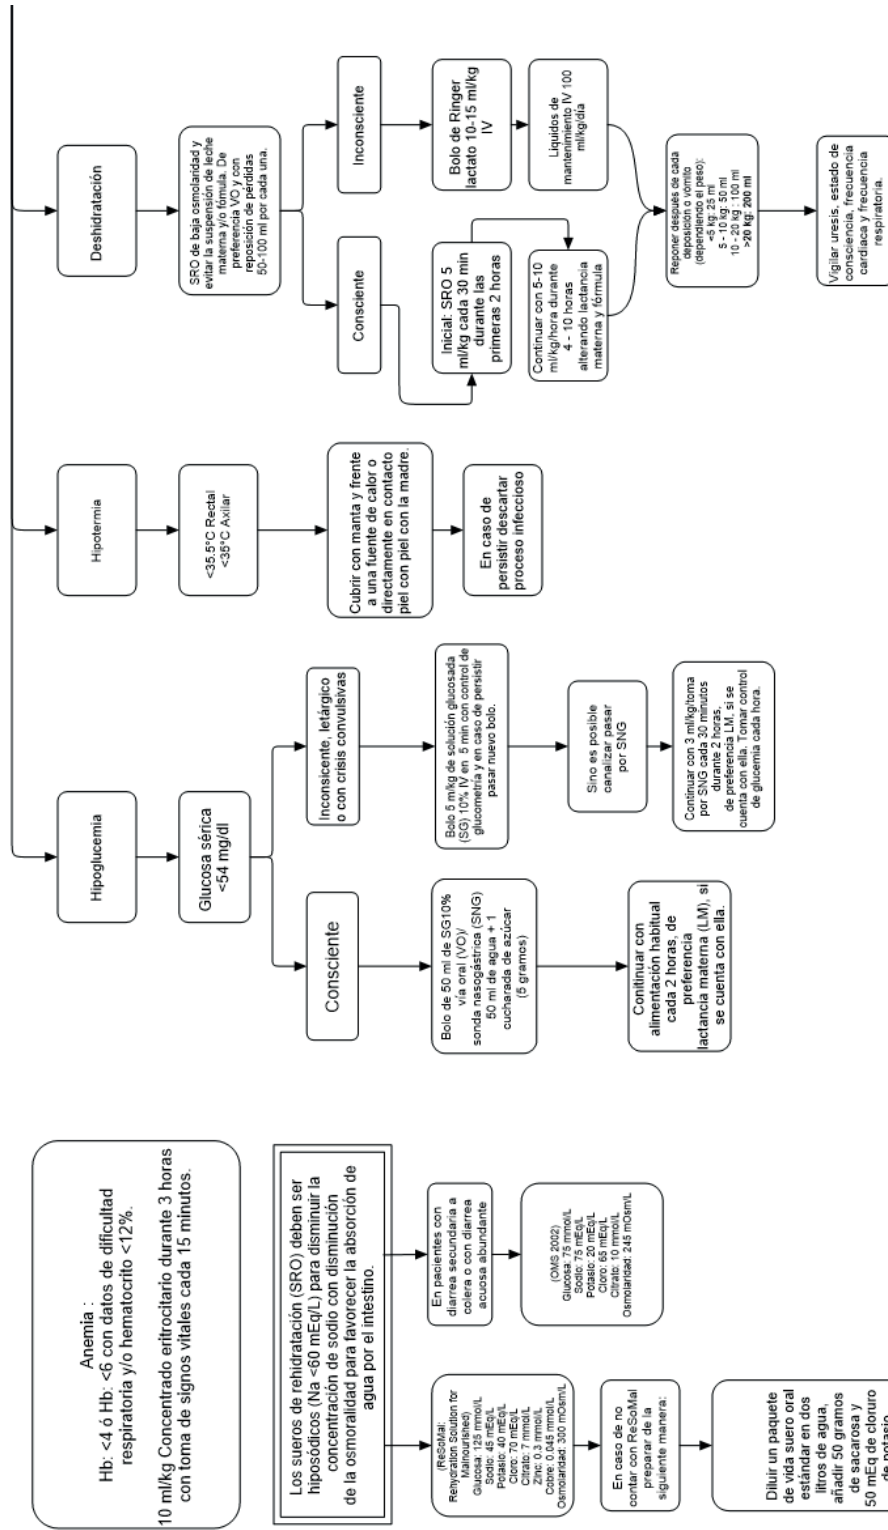 Anemia :
Hb: <4 ó Hb: <6 con datos de dificultad
respiratoria y/o hematocrito <12%.
10 ml/kg Concentrado eritrocitario durante 3 horas
con toma de signos vitales cada 15 minutos.
Los sueros de rehidratación (SRO) deben ser
hiposódicos (Na <60 mEq/L) para disminuir la
concentración de sodio con disminución
de la osmoralidad para favorecer la absorción de
agua por el intestino.
(ReSoMal:
Rehydration Solution for
Malnourished)
Glucosa: 125 mmol/L
Sodio: 45 mEq/L
Potasio: 40 mEq/L
Cloro: 70 mEq/L
Citrato: 7 mmol/L
Zinc: 0.3 mmol/L
Cobre: 0.045 mmol/L
Osmolaridad: 300 mOsm/L
En caso de no
contar con ReSoMal
preparar de la
siguiente manera:
Diluir un paquete
de vida suero oral
estándar en dos
litros de agua,
añadir 50 gramos
de sacarosa y
50 mEq de cloruro
de potasio
En pacientes con
diarrea secundaria a
colera o con diarrea
acuosa abundante
(OMS 2002)
Glucosa: 75 mmol/L
Sodio: 75 mEq/L
Potasio: 20 mEq/L
Cloro: 65 mEq/L
Citrato: 10 mmol/L
Osmolaridad: 245 mOsm/L
Hipoglucemia
Glucosa sérica
<54 mg/dl
Consciente
Bolo de 50 ml de SG10%
vía oral (VO)/
sonda nasogástrica (SNG)
50 ml de agua + 1
cucharada de azúcar
(5 gramos)
Conitinuar con
alimentación habitual
cada 2 horas, de
preferencia
lactancia materna (LM), si
se cuenta con ella.
Inconsicente, letárgico
o con crisis convulsivas
Bolo 5 m/kg de solución glucosada
(SG) 10% IV en 5 min con control de
glucometría y en caso de persistir
pasar nuevo bolo.
Sino es posible
canalizar pasar
por SNG
Continuar con 3 ml/kg/toma
por SNG cada 30 minutos
durante 2 horas,
de preferencia LM, si se
cuenta con ella. Tomar control
de glucemia cada hora.
Hipotermia
<35.5°C Rectal
<35°C Axilar
Cubrir con manta y frente
a una fuente de calor o
directamente en contacto
piel con piel con la madre.
En caso de
persistir descartar
proceso infeccioso
Deshidratación
SRO de baja osmolaridad y
evitar la suspensión de leche
materna y/o fómula. De
preferencia VO y con
reposición de perdidas
50-100 ml por cada una.
Consciente
Inicial: SRO 5
ml/kg cada 30 min
durante las
primeras 2 horas
Continuar con 5-10
ml/kg/hora durante
4 - 10 horas
alterando lactancia
materna y fórmula
Inconsciente
Bolo de Ringer
lactato 10-15 ml/kg
IV
Liquidos de
mantenimiento IV 100
ml/kg/día
Reponer después de cada
deposición o vómito
(dependiendo el peso):
<5 kg: 25 ml
5 - 10 kg: 50 ml
10 - 20 kg : 100 ml
>20 kg: 200 ml
Vigilar uresis, estado de
consciencia, frecuencia
cardiaca y frecuencia
respiratoria.